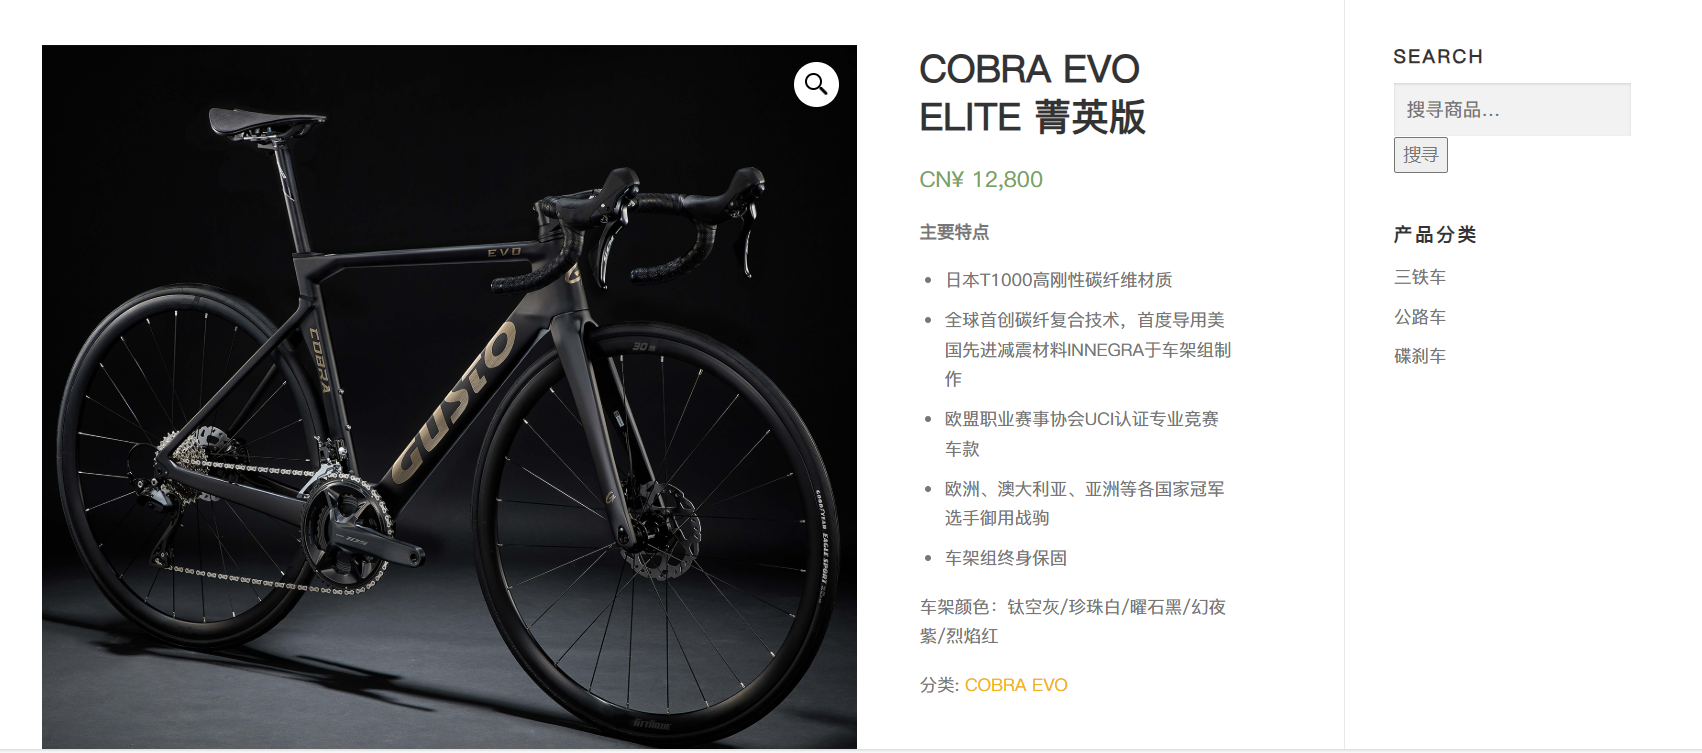 COBRA EVO
ELITE 菁英版
CN¥ 12,800
主要特点
日本T1000高刚性碳纤维材质
全球首创碳纤复合技术，首度导用美
国先进减震材料INNEGRA于车架组制
作
欧盟职业赛事协会UCI认证专业竞赛
车款
欧洲、澳大利亚、亚洲等各国家冠军
选手御用战驹
车架组终身保固
车架颜色：钛空灰/珍珠白/曜石黑/幻夜
紫/烈焰红
分类: COBRA EVO
SEARCH
搜寻商品…
搜寻
产品分类
三铁车
公路车
碟刹车
EVO
COBRA
GUSTO
30
105
GOODYEAR EAGLE SPORT
ATTITUDE